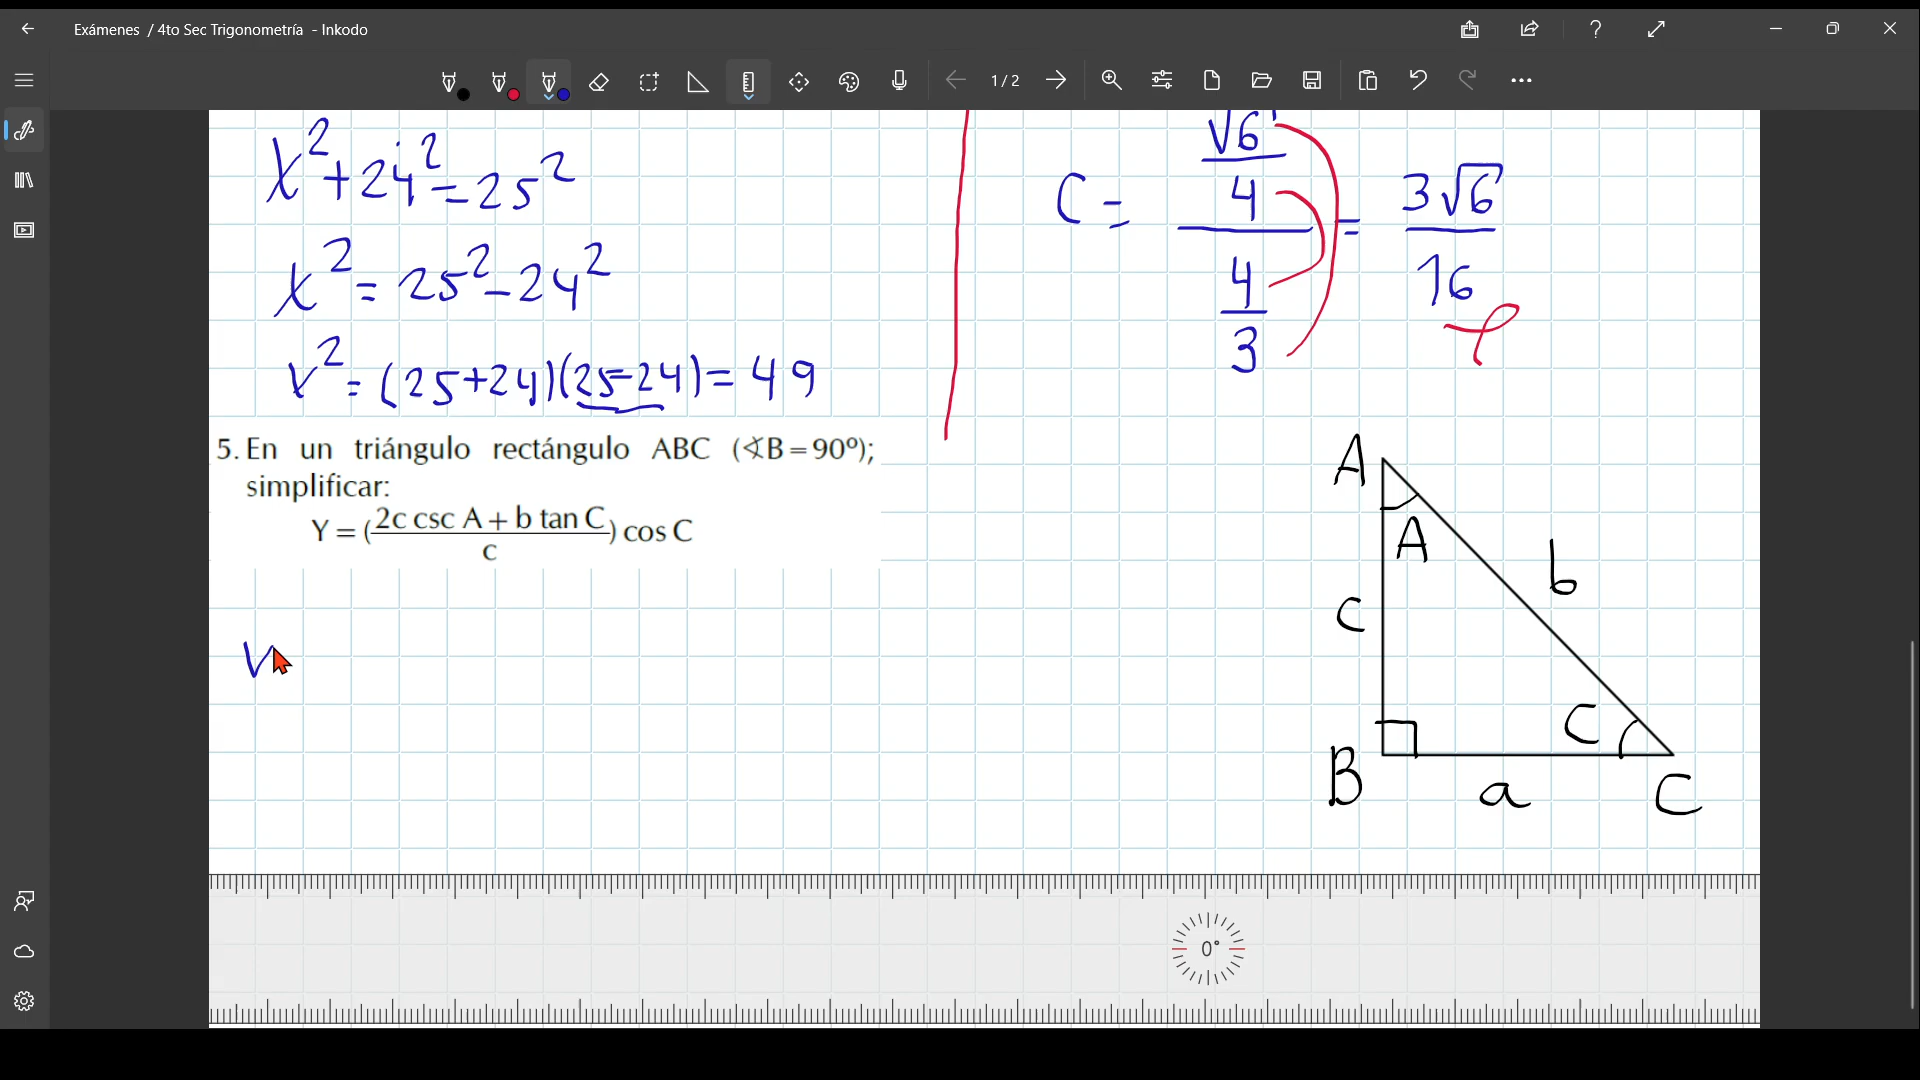 Exámenes / 4to Sec Trigonometría - Inkodo
1 / 2
x² + 24² = 25²
x² = 25² - 24²
x² = (25+24)(25-24) = 49
C = √6/4 / 4/3 = 3√6/16
5. En un triángulo rectángulo ABC (∢B = 90º);
simplificar:
Y = (2c csc A + b tan C / c) cos C
A
A
b
c
C
B
a
C
0°